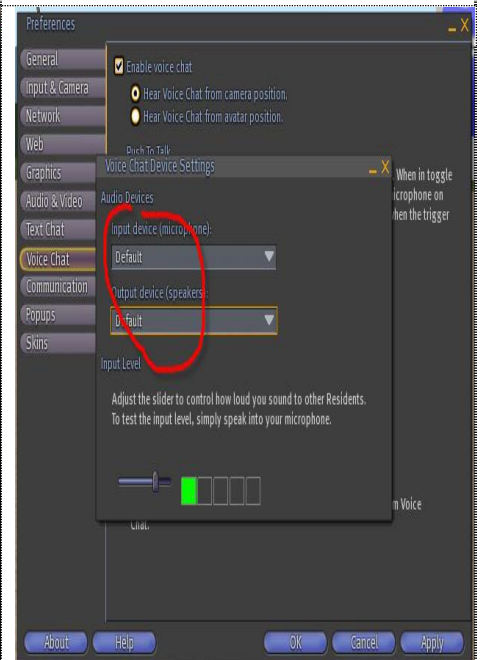 Preferences
General
Input & Camera
Network
Web
Graphics
Audio & Video
Text Chat
Voice Chat
Communication
Popups
Skins
Enable voice chat
Hear Voice Chat from camera position.
Hear Voice Chat from avatar position.
Push To Talk
. When in toggle
icrophone on
when the trigger
Voice Chat Device Settings
Audio Devices
Input device (microphone):
Default
Output device (speakers):
Default
Input Level
Adjust the slider to control how loud you sound to other Residents.
To test the input level, simply speak into your microphone.
m Voice
Chat.
About
Help
OK
Cancel
Apply